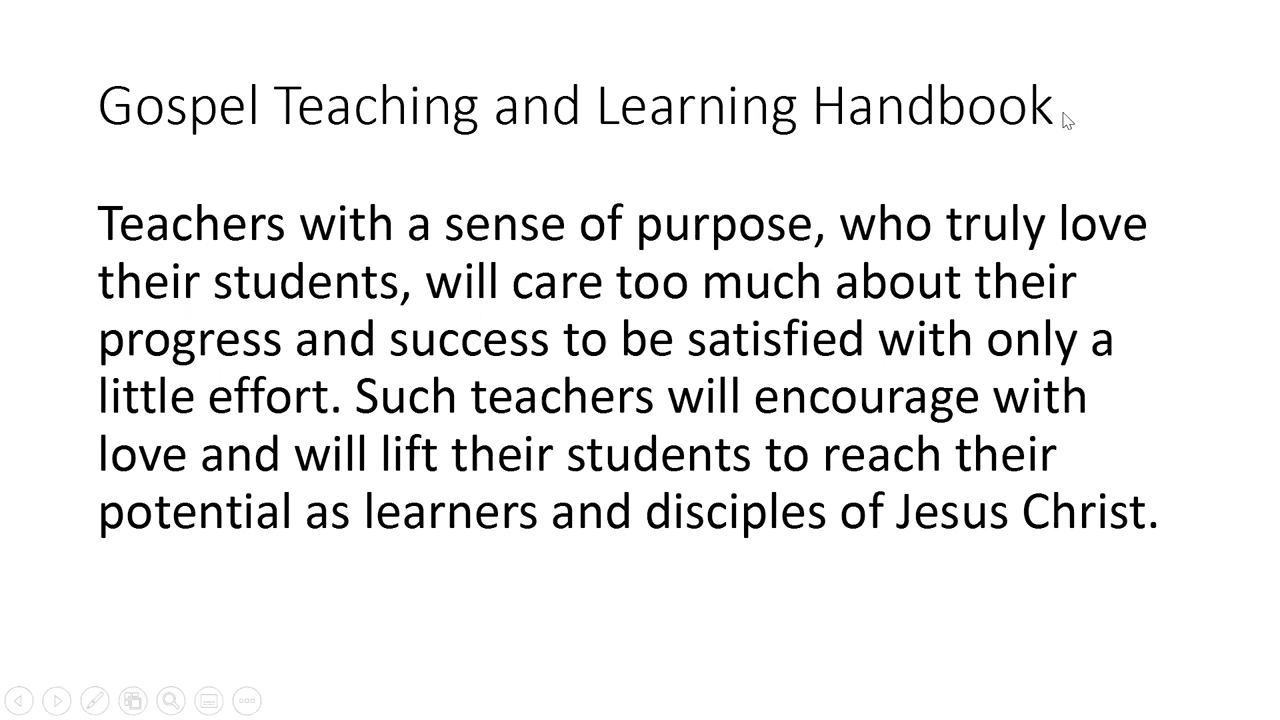 Gospel Teaching and Learning Handbook
Teachers with a sense of purpose, who truly love
their students, will care too much about their
progress and success to be satisfied with only a
little effort. Such teachers will encourage with
love and will lift their students to reach their
potential as learners and disciples of Jesus Christ.